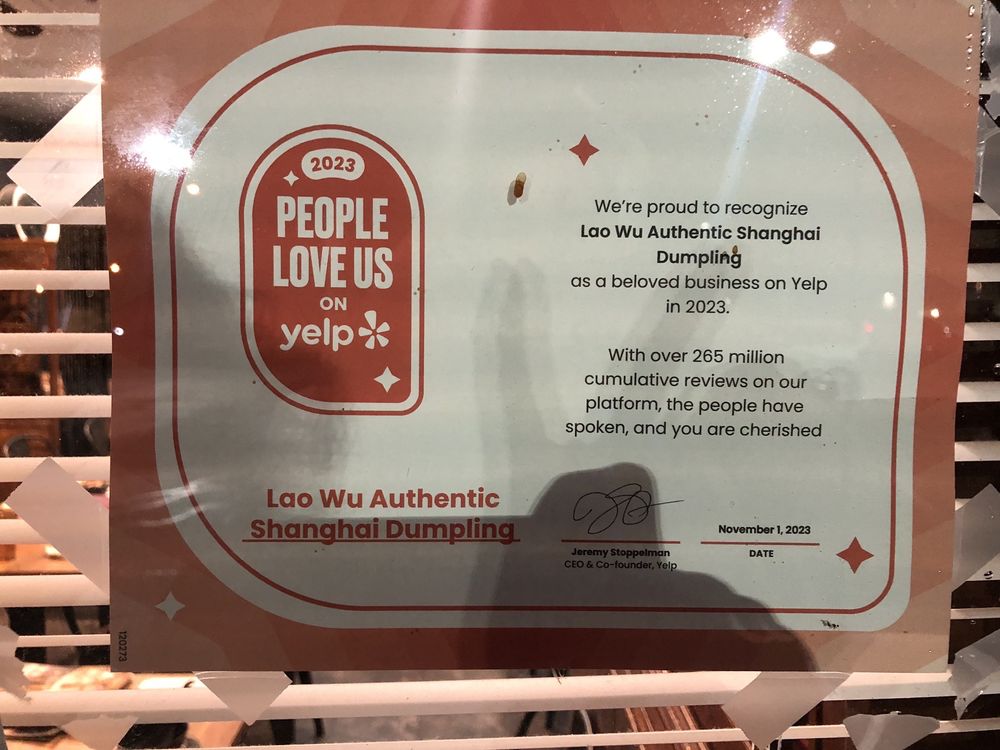 2023
PEOPLE
LOVE US
ON
yelp
We're proud to recognize
Lao Wu Authentic Shanghai
Dumpling
as a beloved business on Yelp
in 2023.
With over 265 million
cumulative reviews on our
platform, the people have
spoken, and you are cherished
Lao Wu Authentic
Shanghai Dumpling
Jeremy Stoppelman
CEO & Co-founder, Yelp
November 1, 2023
DATE
120273